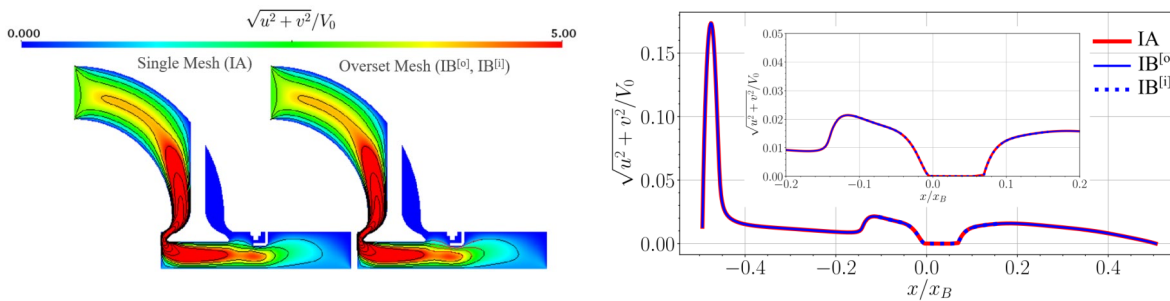 √(u² + v²)/V₀
0.000 5.00
Single Mesh (IA) Overset Mesh (IB[o], IB[i])
√(u² + v²)/V₀
0.15
0.10
0.05
0.00
−0.4 −0.2 0.0 0.2 0.4
x/x_B
√(u² + v²)/V₀
0.05
0.04
0.03
0.02
0.01
0.00
−0.2 −0.1 0.0 0.1 0.2
x/x_B
IA
IB[o
IB[i]